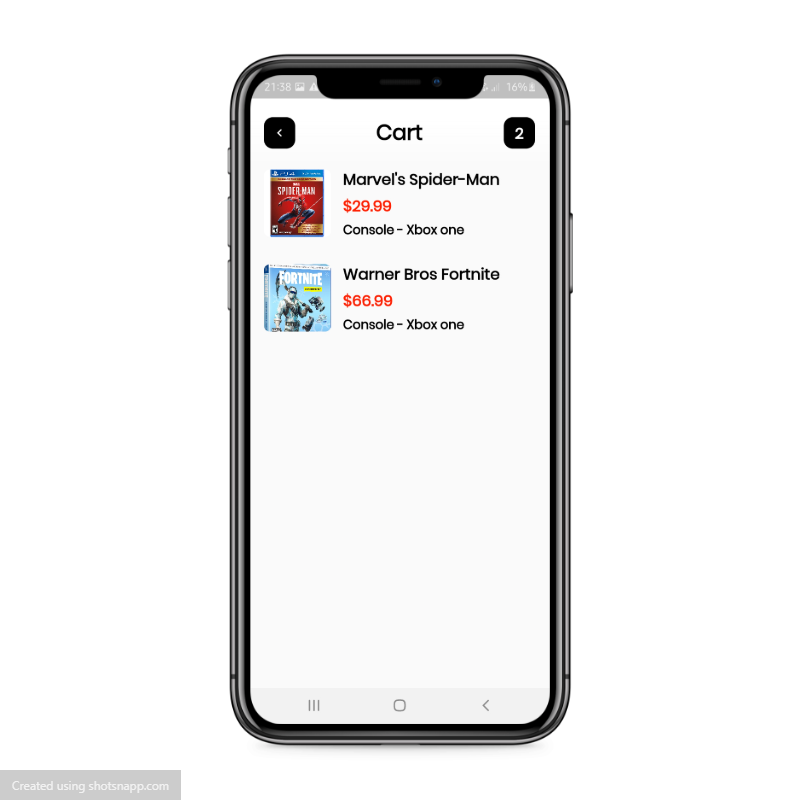 21:38
16%
Cart
2
SPIDER-MAN
Marvel's Spider-Man
$29.99
Console - Xbox one
FORTNITE
Warner Bros Fortnite
$66.99
Console - Xbox one
Created using shotsnapp.com